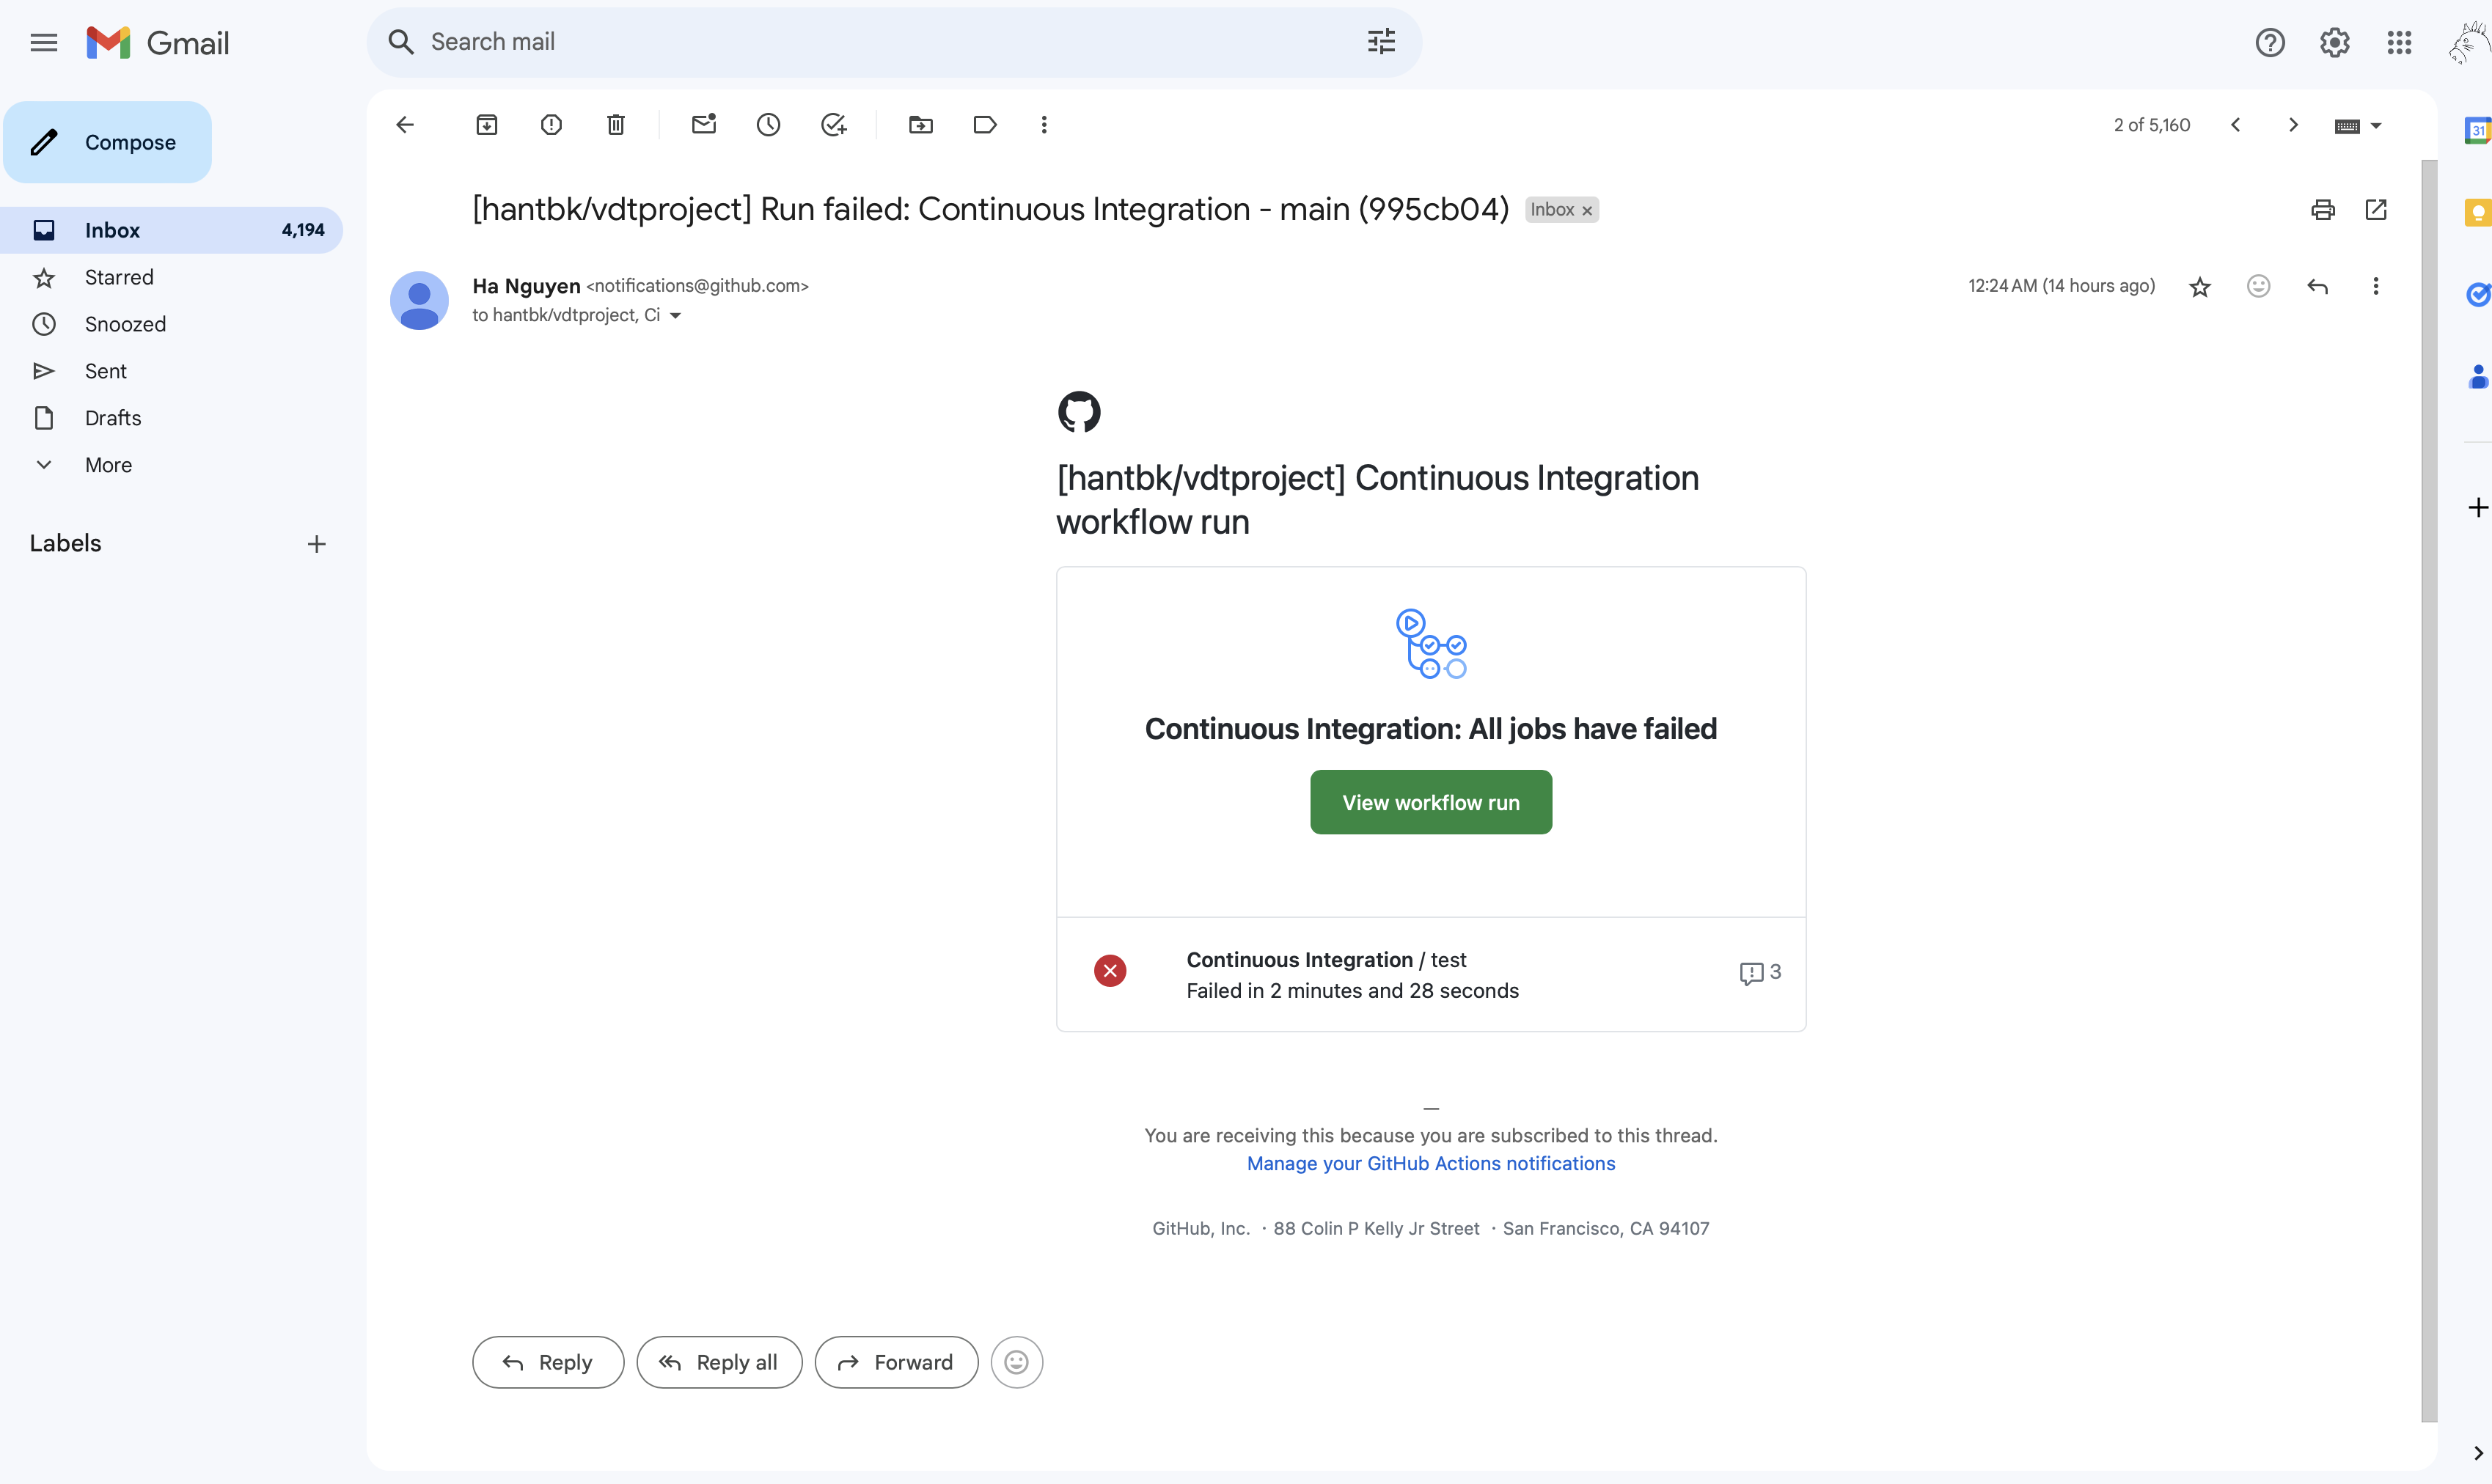 Gmail
Search mail
Compose
2 of 5,160
[hantbk/vdtproject] Run failed: Continuous Integration - main (995cb04) Inbox ×
Inbox 4,194
Starred
Snoozed
Sent
Drafts
More
Labels
Ha Nguyen <notifications@github.com>
12:24 AM (14 hours ago)
to hantbk/vdtproject, Ci
[hantbk/vdtproject] Continuous Integration
workflow run
Continuous Integration: All jobs have failed
View workflow run
Continuous Integration / test
Failed in 2 minutes and 28 seconds
3
—
You are receiving this because you are subscribed to this thread.
Manage your GitHub Actions notifications
GitHub, Inc. ・88 Colin P Kelly Jr Street ・San Francisco, CA 94107
Reply
Reply all
Forward
31